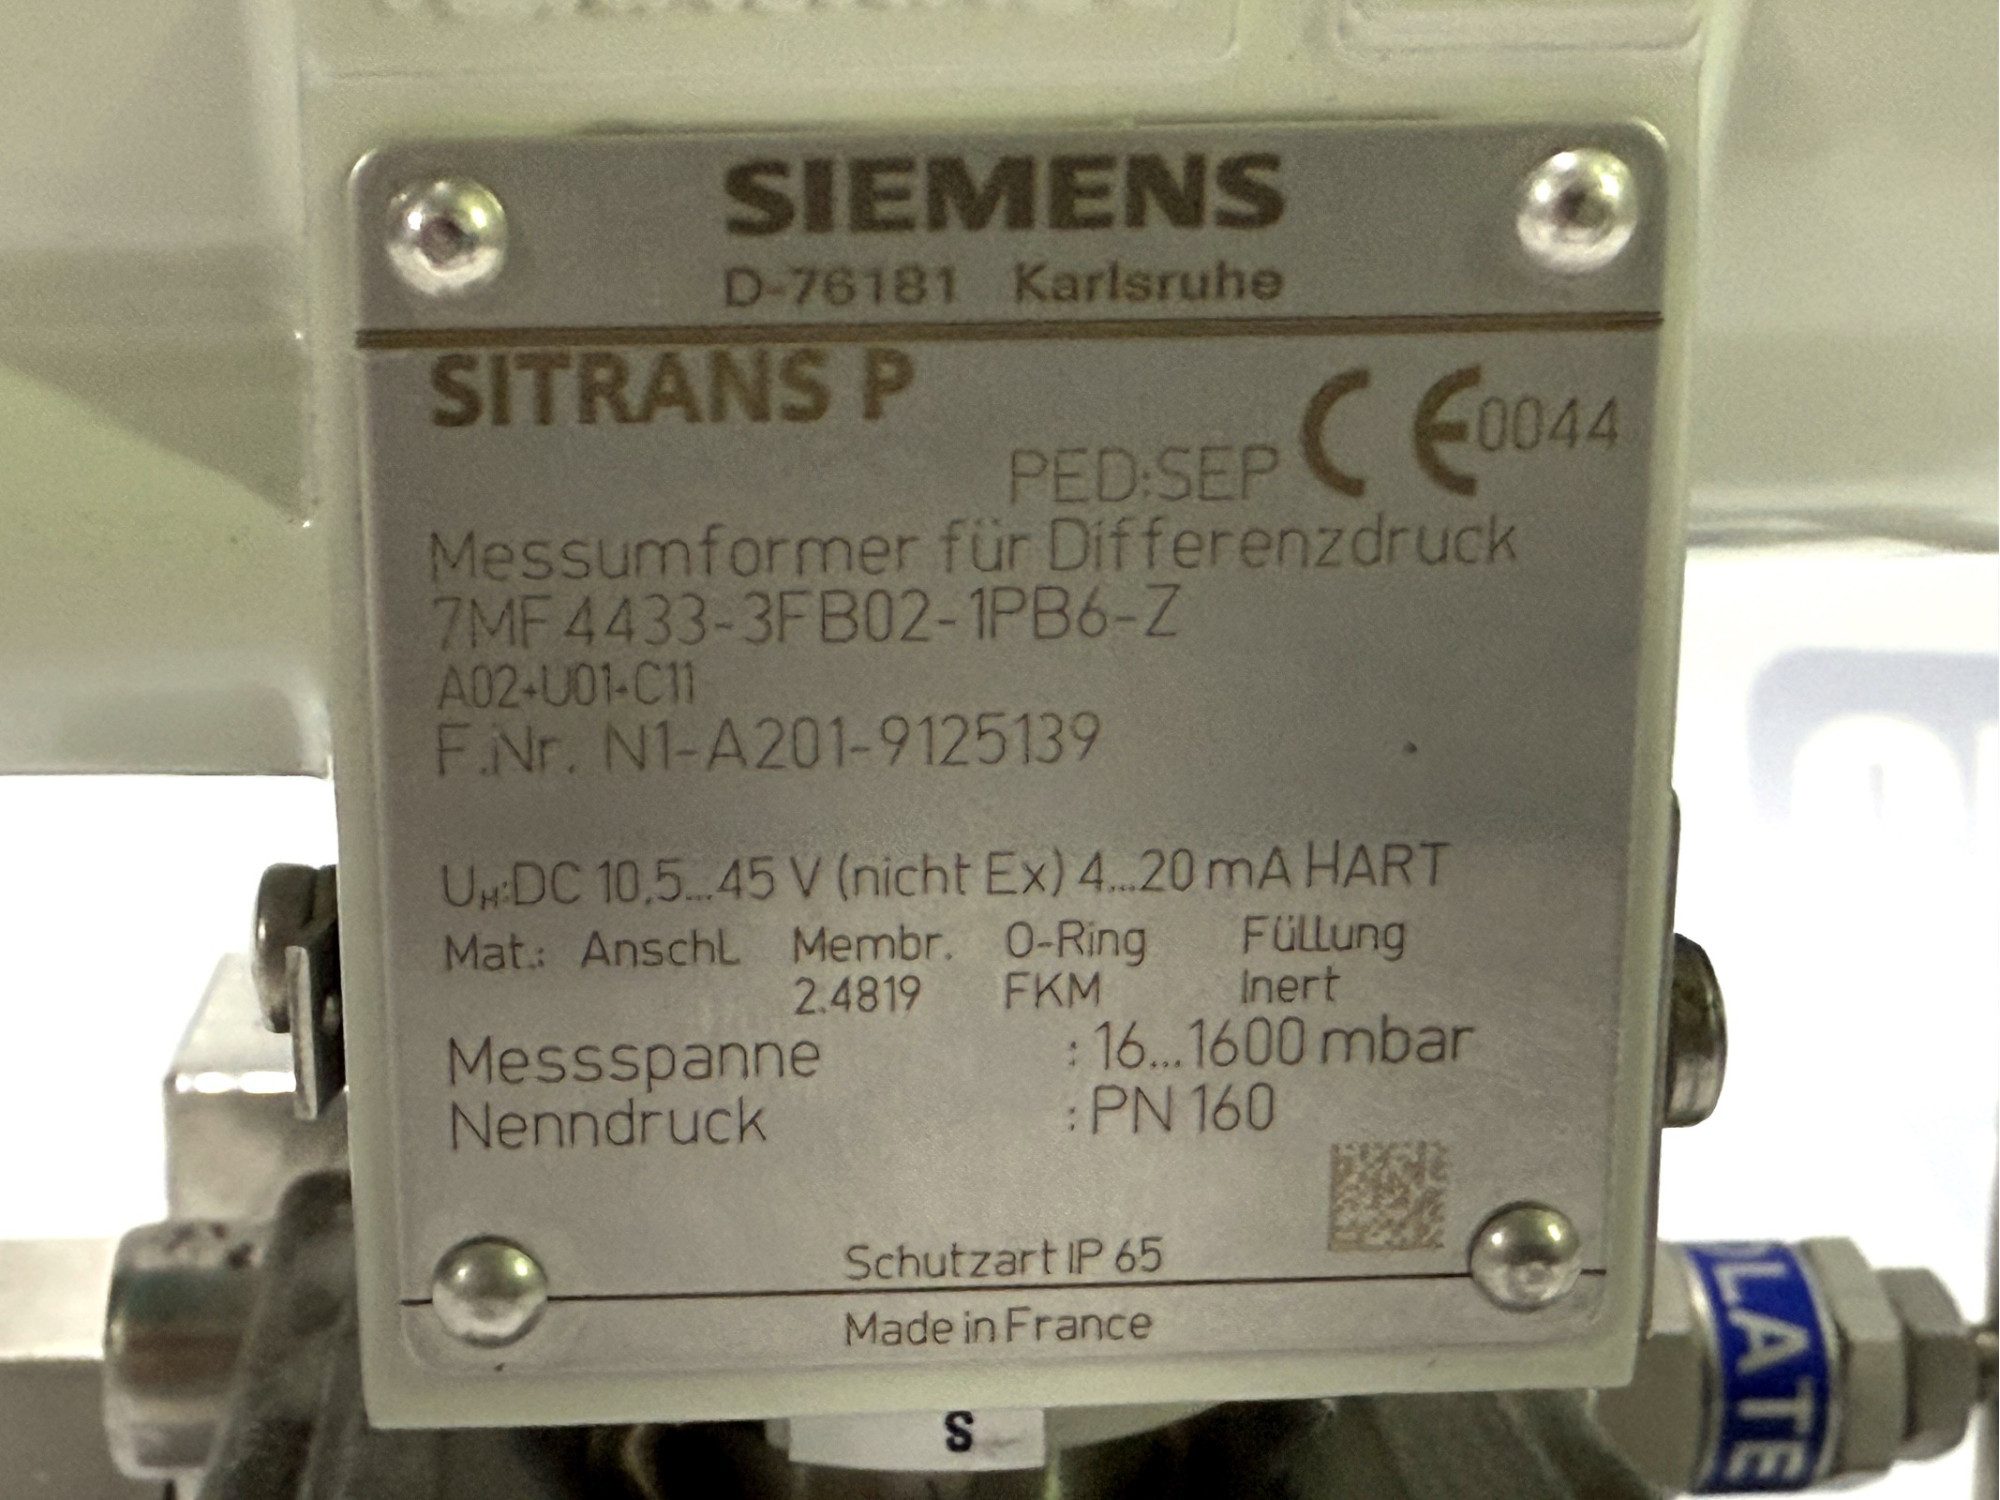 SIEMENS
D-76181 Karlsruhe
SITRANS P
PED:SEP CE 0044
Messumformer für Differenzdruck
7MF4433-3FB02-1PB6-Z
A02+U01+C11
F.Nr. N1-A201-9125139
UH:DC 10,5...45 V (nicht Ex) 4...20 mA HART
Mat.: Anschl. Membr. O-Ring Füllung
2.4819 FKM Inert
Messspanne : 16...1600 mbar
Nenndruck : PN 160
Schutzart IP 65
Made in France
S